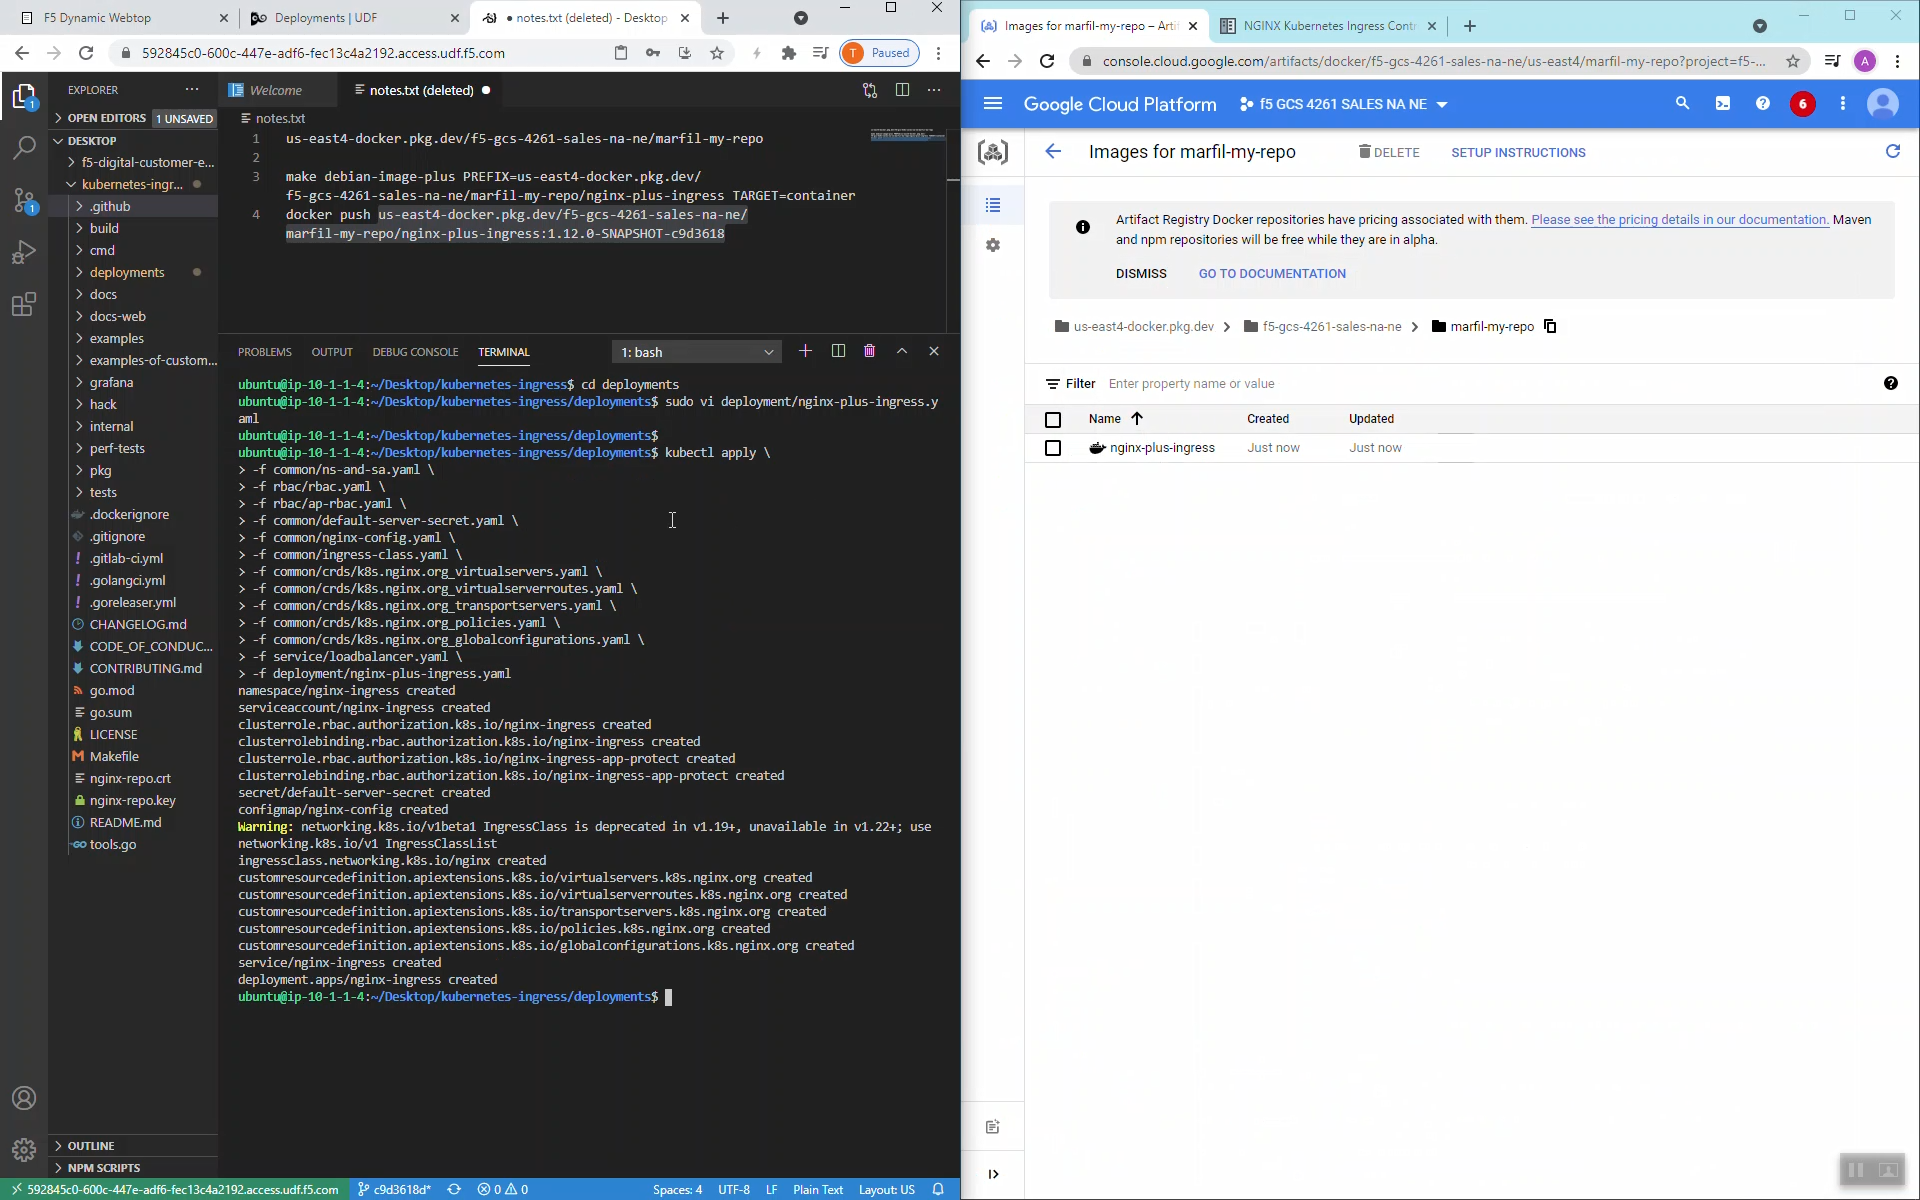 F5 Dynamic Webtop
Deployments | UDF
● notes.txt (deleted) - Desktop
592845c0-600c-447e-adf6-fec13c4a2192.access.udf.f5.com
T Paused
EXPLORER
OPEN EDITORS 1 UNSAVED
DESKTOP
f5-digital-customer-e...
kubernetes-ingr...
.github
build
cmd
deployments
docs
docs-web
examples
examples-of-custom...
grafana
hack
internal
perf-tests
pkg
tests
.dockerignore
.gitignore
.gitlab-ci.yml
.golangci.yml
.goreleaser.yml
CHANGELOG.md
CODE_OF_CONDUC...
CONTRIBUTING.md
go.mod
go.sum
LICENSE
Makefile
nginx-repo.crt
nginx-repo.key
README.md
tools.go
OUTLINE
NPM SCRIPTS
Welcome
notes.txt (deleted) ●
notes.txt
1 us-east4-docker.pkg.dev/f5-gcs-4261-sales-na-ne/marfil-my-repo
2
3 make debian-image-plus PREFIX=us-east4-docker.pkg.dev/
f5-gcs-4261-sales-na-ne/marfil-my-repo/nginx-plus-ingress TARGET=container
4 docker push us-east4-docker.pkg.dev/f5-gcs-4261-sales-na-ne/
marfil-my-repo/nginx-plus-ingress:1.12.0-SNAPSHOT-c9d3618
PROBLEMS OUTPUT DEBUG CONSOLE TERMINAL 1: bash
ubuntu@ip-10-1-1-4:~/Desktop/kubernetes-ingress$ cd deployments
ubuntu@ip-10-1-1-4:~/Desktop/kubernetes-ingress/deployments$ sudo vi deployment/nginx-plus-ingress.y
aml
ubuntu@ip-10-1-1-4:~/Desktop/kubernetes-ingress/deployments$
ubuntu@ip-10-1-1-4:~/Desktop/kubernetes-ingress/deployments$ kubectl apply \
> -f common/ns-and-sa.yaml \
> -f rbac/rbac.yaml \
> -f rbac/ap-rbac.yaml \
> -f common/default-server-secret.yaml \
> -f common/nginx-config.yaml \
> -f common/ingress-class.yaml \
> -f common/crds/k8s.nginx.org_virtualservers.yaml \
> -f common/crds/k8s.nginx.org_virtualserverroutes.yaml \
> -f common/crds/k8s.nginx.org_transportservers.yaml \
> -f common/crds/k8s.nginx.org_policies.yaml \
> -f common/crds/k8s.nginx.org_globalconfigurations.yaml \
> -f service/loadbalancer.yaml \
> -f deployment/nginx-plus-ingress.yaml
namespace/nginx-ingress created
serviceaccount/nginx-ingress created
clusterrole.rbac.authorization.k8s.io/nginx-ingress created
clusterrolebinding.rbac.authorization.k8s.io/nginx-ingress created
clusterrole.rbac.authorization.k8s.io/nginx-ingress-app-protect created
clusterrolebinding.rbac.authorization.k8s.io/nginx-ingress-app-protect created
secret/default-server-secret created
configmap/nginx-config created
Warning: networking.k8s.io/v1beta1 IngressClass is deprecated in v1.19+, unavailable in v1.22+; use
networking.k8s.io/v1 IngressClassList
ingressclass.networking.k8s.io/nginx created
customresourcedefinition.apiextensions.k8s.io/virtualservers.k8s.nginx.org created
customresourcedefinition.apiextensions.k8s.io/virtualserverroutes.k8s.nginx.org created
customresourcedefinition.apiextensions.k8s.io/transportservers.k8s.nginx.org created
customresourcedefinition.apiextensions.k8s.io/policies.k8s.nginx.org created
customresourcedefinition.apiextensions.k8s.io/globalconfigurations.k8s.nginx.org created
service/nginx-ingress created
deployment.apps/nginx-ingress created
ubuntu@ip-10-1-1-4:~/Desktop/kubernetes-ingress/deployments$
592845c0-600c-447e-adf6-fec13c4a2192.access.udf.f5.com c9d3618d* 0 0 Spaces: 4 UTF-8 LF Plain Text Layout: US
Images for marfil-my-repo – Artif
NGINX Kubernetes Ingress Contr
console.cloud.google.com/artifacts/docker/f5-gcs-4261-sales-na-ne/us-east4/marfil-my-repo?project=f5-...
A
Google Cloud Platform f5 GCS 4261 SALES NA NE
6
Images for marfil-my-repo DELETE SETUP INSTRUCTIONS
Artifact Registry Docker repositories have pricing associated with them. Please see the pricing details in our documentation. Maven
and npm repositories will be free while they are in alpha.
DISMISS GO TO DOCUMENTATION
us-east4-docker.pkg.dev > f5-gcs-4261-sales-na-ne > marfil-my-repo
Filter Enter property name or value
Name Created Updated
nginx-plus-ingress Just now Just now